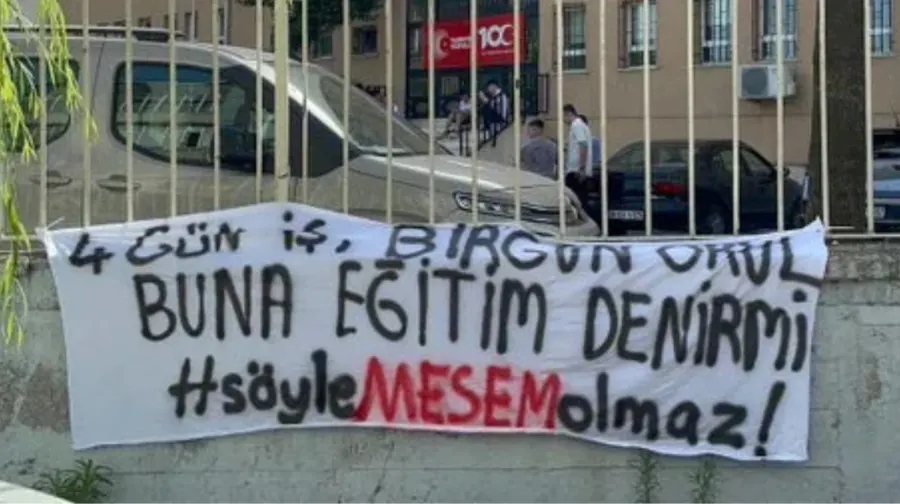 100
4 GÜN İŞ, BİRGÜN OKUL
BUNA EĞİTİM DENİRMİ
#söyleMESEMolmaz!